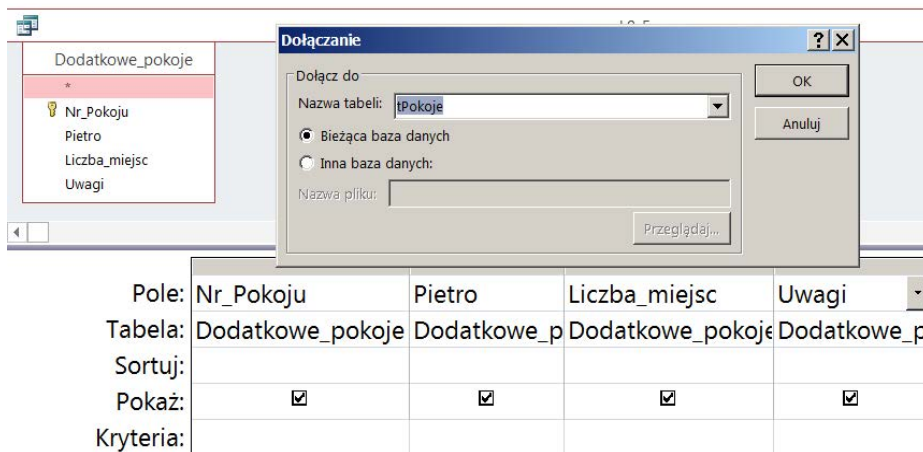 Dołączanie
Dodatkowe_pokoje
*
Nr_Pokoju
Pietro
Liczba_miejsc
Uwagi
Dołącz do
Nazwa tabeli: tPokoje
Bieżąca baza danych
Inna baza danych:
Nazwa pliku:
Przeglądaj...
OK
Anuluj
Pole: Nr_Pokoju Pietro Liczba_miejsc Uwagi
Tabela: Dodatkowe_pokoje Dodatkowe_p Dodatkowe_pokoje Dodatkowe_p
Sortuj:
Pokaż:
Kryteria: